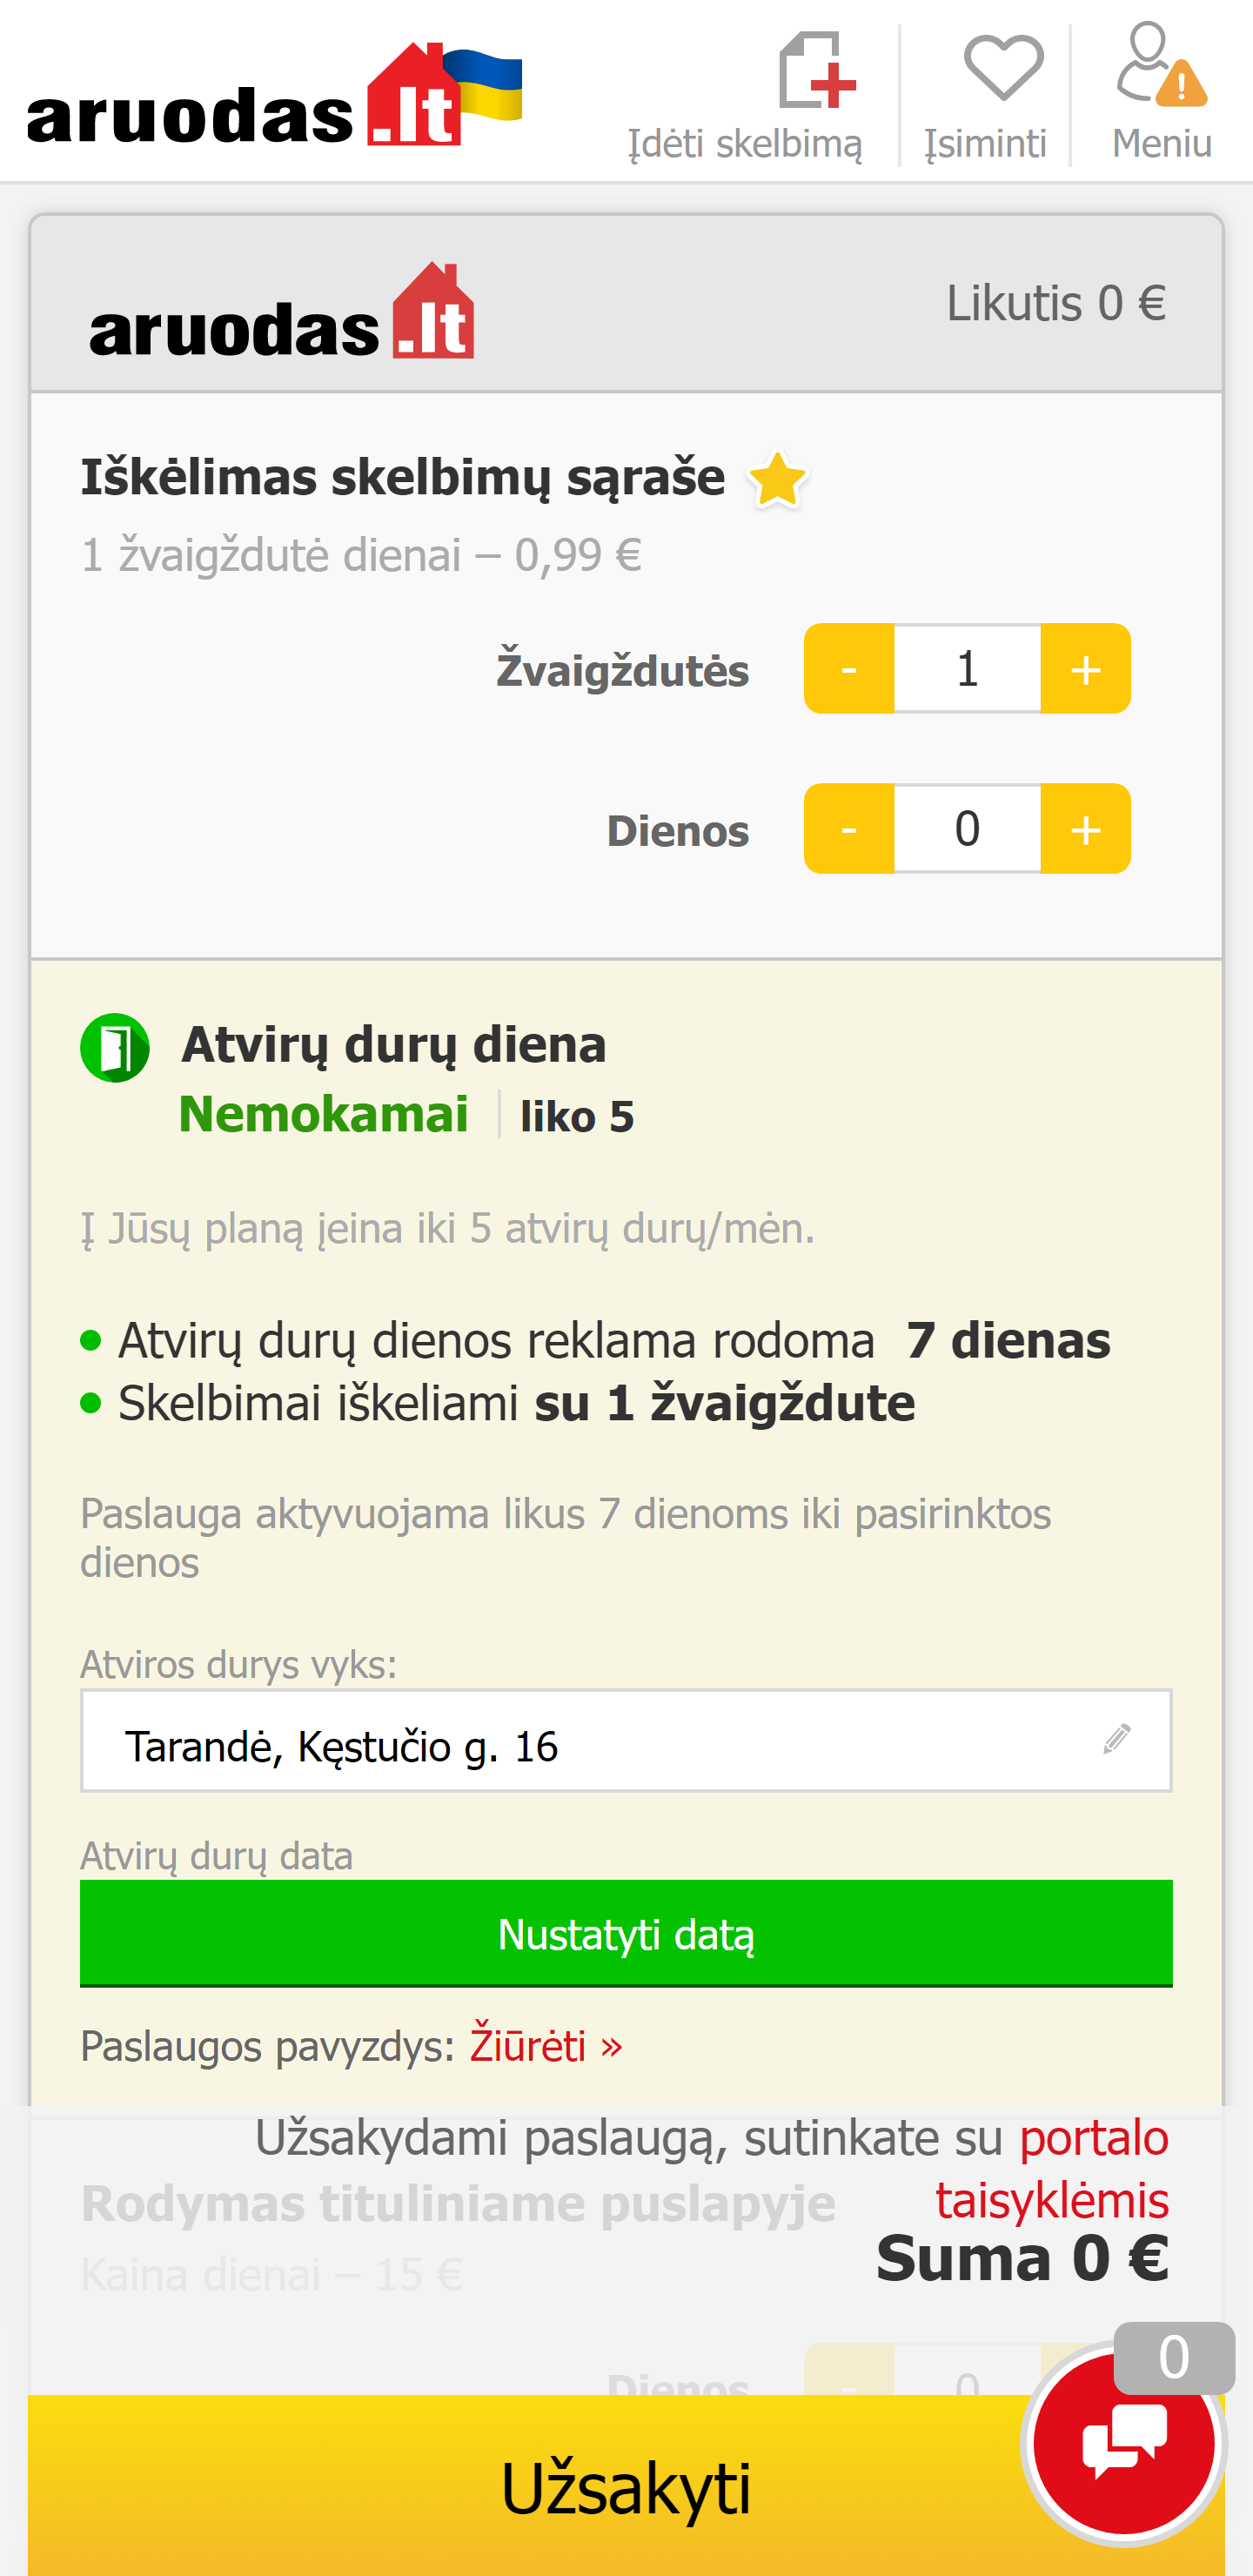 aruodas.lt
Įdėti skelbimą
Įsiminti
Meniu
aruodas.lt
Likutis 0 €
Iškėlimas skelbimų sąraše
1 žvaigždutė dienai – 0,99 €
Žvaigždutės - 1 +
Dienos - 0 +
Atvirų durų diena
Nemokamai liko 5
Į Jūsų planą įeina iki 5 atvirų durų/mėn.
Atvirų durų dienos reklama rodoma 7 dienas
Skelbimai iškeliami su 1 žvaigždute
Paslauga aktyvuojama likus 7 dienoms iki pasirinktos
dienos
Atviros durys vyks:
Tarandė, Kęstučio g. 16
Atvirų durų data
Nustatyti datą
Paslaugos pavyzdys: Žiūrėti »
Užsakydami paslaugą, sutinkate su portalo
taisyklėmis
Rodymas tituliniame puslapyje
Suma 0 €
Kaina dienai – 15 €
Dienos - 0
0
Užsakyti